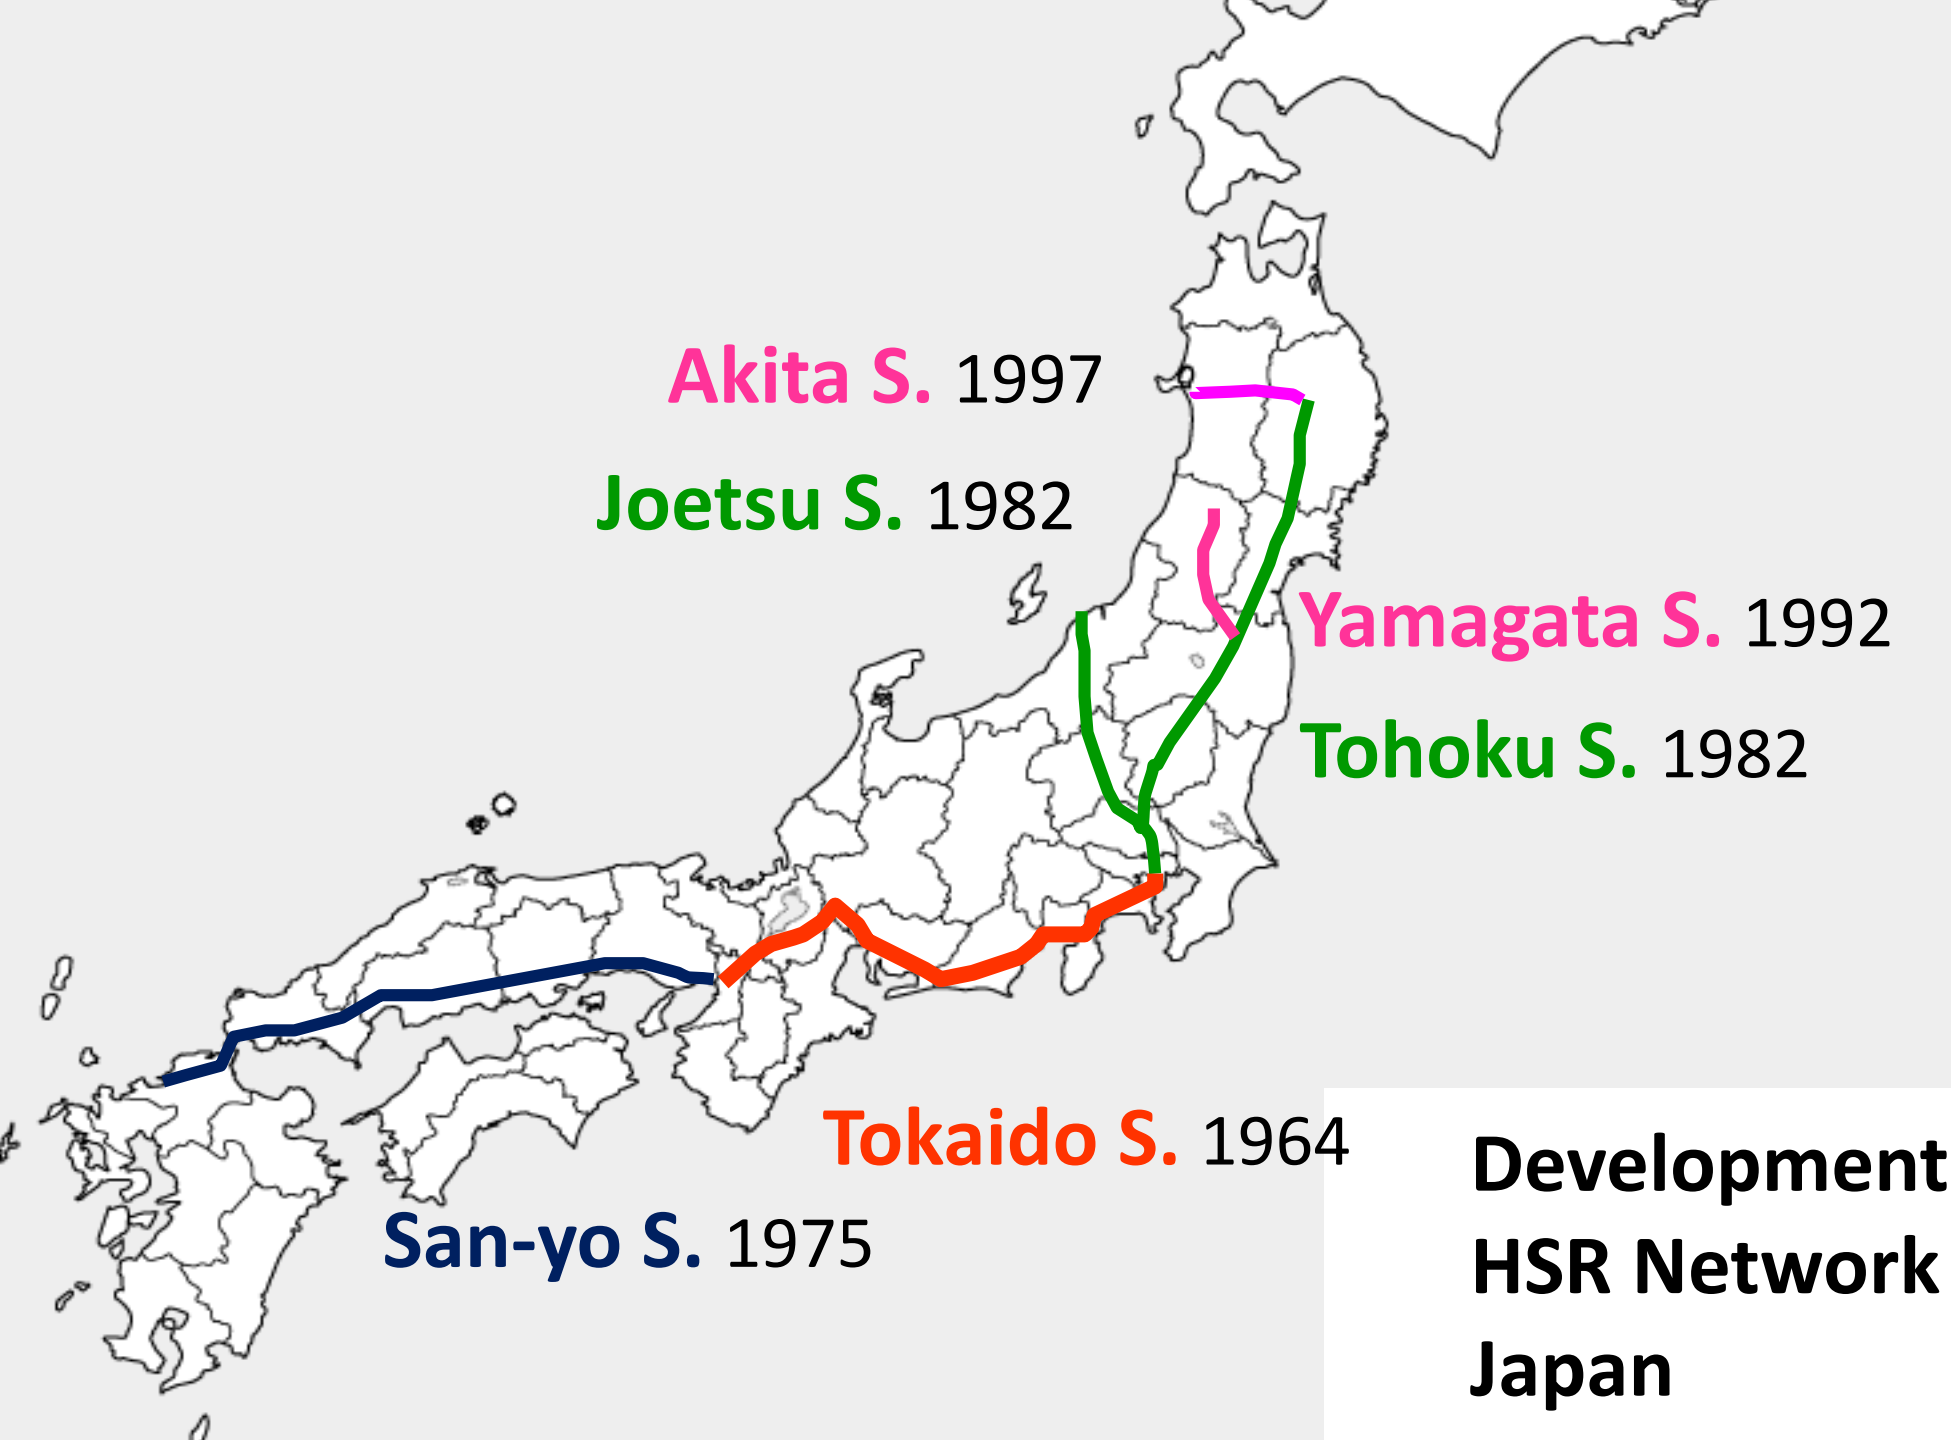 Akita S. 1997
Joetsu S. 1982
Yamagata S. 1992
Tohoku S. 1982
Tokaido S. 1964
San-yo S. 1975
Development
HSR Network
Japan